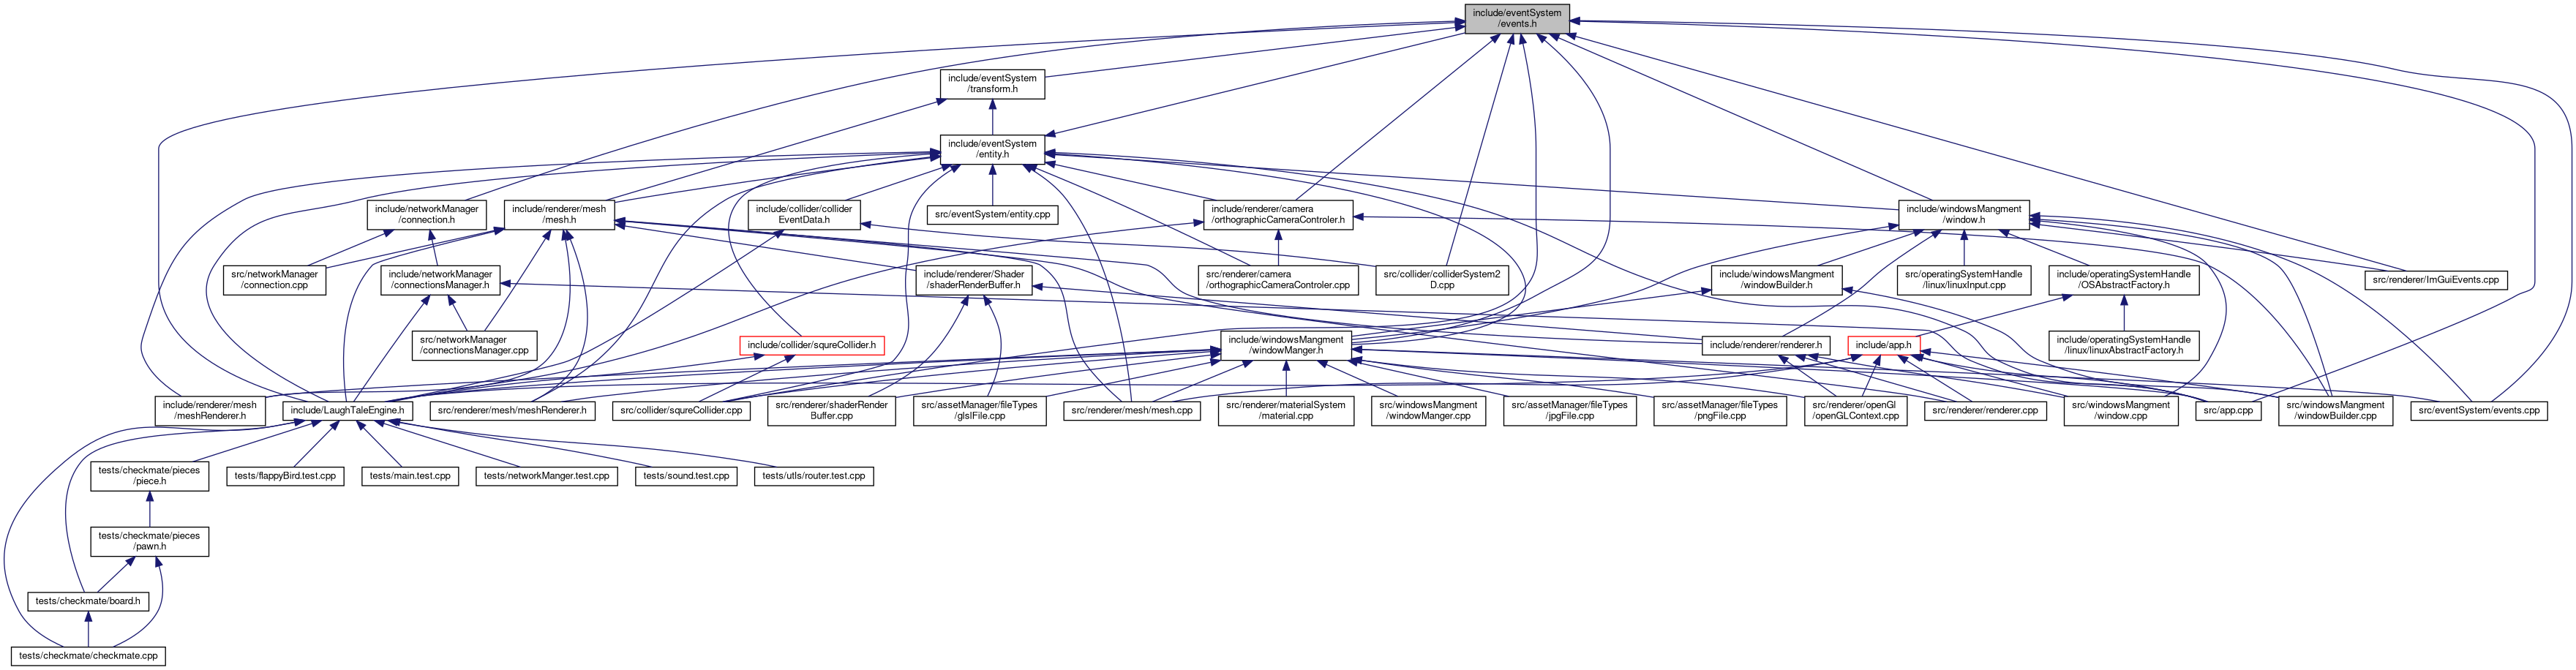 include/eventSystem
/events.h
include/eventSystem
/transform.h
include/eventSystem
/entity.h
include/networkManager
/connection.h
include/renderer/mesh
/mesh.h
include/collider/collider
EventData.h
src/eventSystem/entity.cpp
include/renderer/camera
/orthographicCameraControler.h
include/windowsMangment
/window.h
src/networkManager
/connection.cpp
include/networkManager
/connectionsManager.h
include/renderer/Shader
/shaderRenderBuffer.h
src/renderer/camera
/orthographicCameraControler.cpp
src/collider/colliderSystem2
D.cpp
include/windowsMangment
/windowBuilder.h
src/operatingSystemHandle
/linux/linuxInput.cpp
include/operatingSystemHandle
/OSAbstractFactory.h
src/renderer/ImGuiEvents.cpp
src/networkManager
/connectionsManager.cpp
include/collider/squreCollider.h
include/windowsMangment
/windowManger.h
include/renderer/renderer.h
include/app.h
include/operatingSystemHandle
/linux/linuxAbstractFactory.h
include/renderer/mesh
/meshRenderer.h
include/LaughTaleEngine.h
src/renderer/mesh/meshRenderer.h
src/collider/squreCollider.cpp
src/renderer/shaderRender
Buffer.cpp
src/assetManager/fileTypes
/glslFile.cpp
src/renderer/mesh/mesh.cpp
src/renderer/materialSystem
/material.cpp
src/windowsMangment
/windowManger.cpp
src/assetManager/fileTypes
/jpgFile.cpp
src/assetManager/fileTypes
/pngFile.cpp
src/renderer/openGl
/openGLContext.cpp
src/renderer/renderer.cpp
src/windowsMangment
/window.cpp
src/app.cpp
src/windowsMangment
/windowBuilder.cpp
src/eventSystem/events.cpp
tests/checkmate/pieces
/piece.h
tests/flappyBird.test.cpp
tests/main.test.cpp
tests/networkManger.test.cpp
tests/sound.test.cpp
tests/utls/router.test.cpp
tests/checkmate/pieces
/pawn.h
tests/checkmate/board.h
tests/checkmate/checkmate.cpp